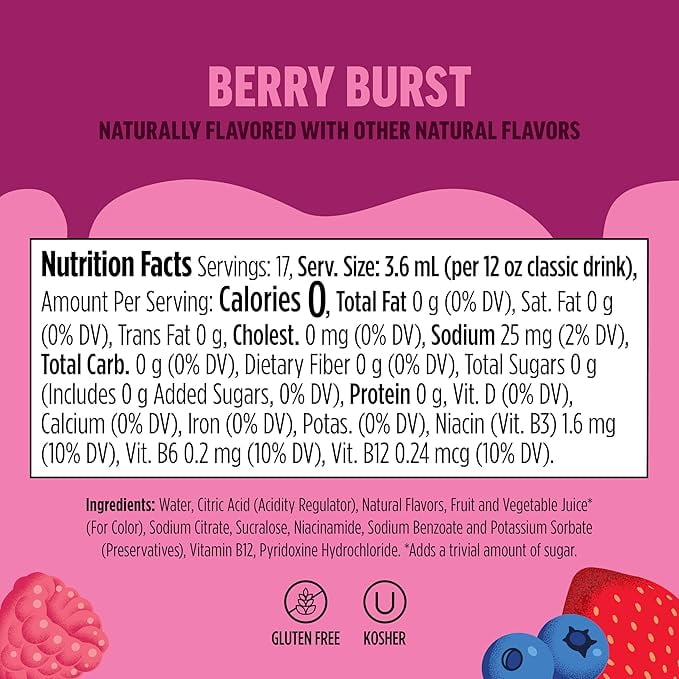 BERRY BURST
NATURALLY FLAVORED WITH OTHER NATURAL FLAVORS
Nutrition Facts Servings: 17, Serv. Size: 3.6 mL (per 12 oz classic drink),
Amount Per Serving: Calories 0, Total Fat 0 g (0% DV), Sat. Fat 0 g
(0% DV), Trans Fat 0 g, Cholest. 0 mg (0% DV), Sodium 25 mg (2% DV),
Total Carb. 0 g (0% DV), Dietary Fiber 0 g (0% DV), Total Sugars 0 g
(Includes 0 g Added Sugars, 0% DV), Protein 0 g, Vit. D (0% DV),
Calcium (0% DV), Iron (0% DV), Potas. (0% DV), Niacin (Vit. B3) 1.6 mg
(10% DV), Vit. B6 0.2 mg (10% DV), Vit. B12 0.24 mcg (10% DV).
Ingredients: Water, Citric Acid (Acidity Regulator), Natural Flavors, Fruit and Vegetable Juice*
(For Color), Sodium Citrate, Sucralose, Niacinamide, Sodium Benzoate and Potassium Sorbate
(Preservatives), Vitamin B12, Pyridoxine Hydrochloride. *Adds a trivial amount of sugar.
U
GLUTEN FREE KOSHER